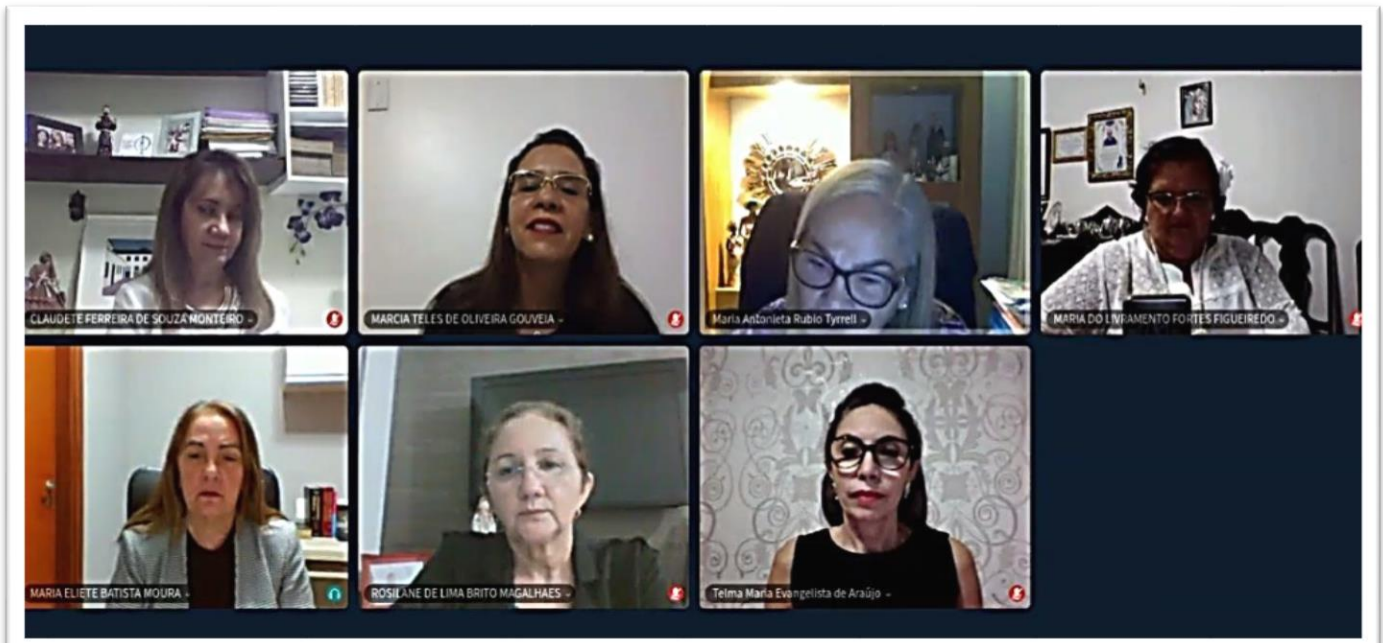 CLAUDETE FERREIRA DE SOUZA MONTEIRO
MARCIA TELES DE OLIVEIRA GOUVEIA
Maria Antonieta Rubio Tyrrell
MARIA DO LIVRAMENTO FORTES FIGUEIREDO
MARIA ELIETE BATISTA MOURA
ROSILANE DE LIMA BRITO MAGALHAES
Telma Maria Evangelista de Araújo